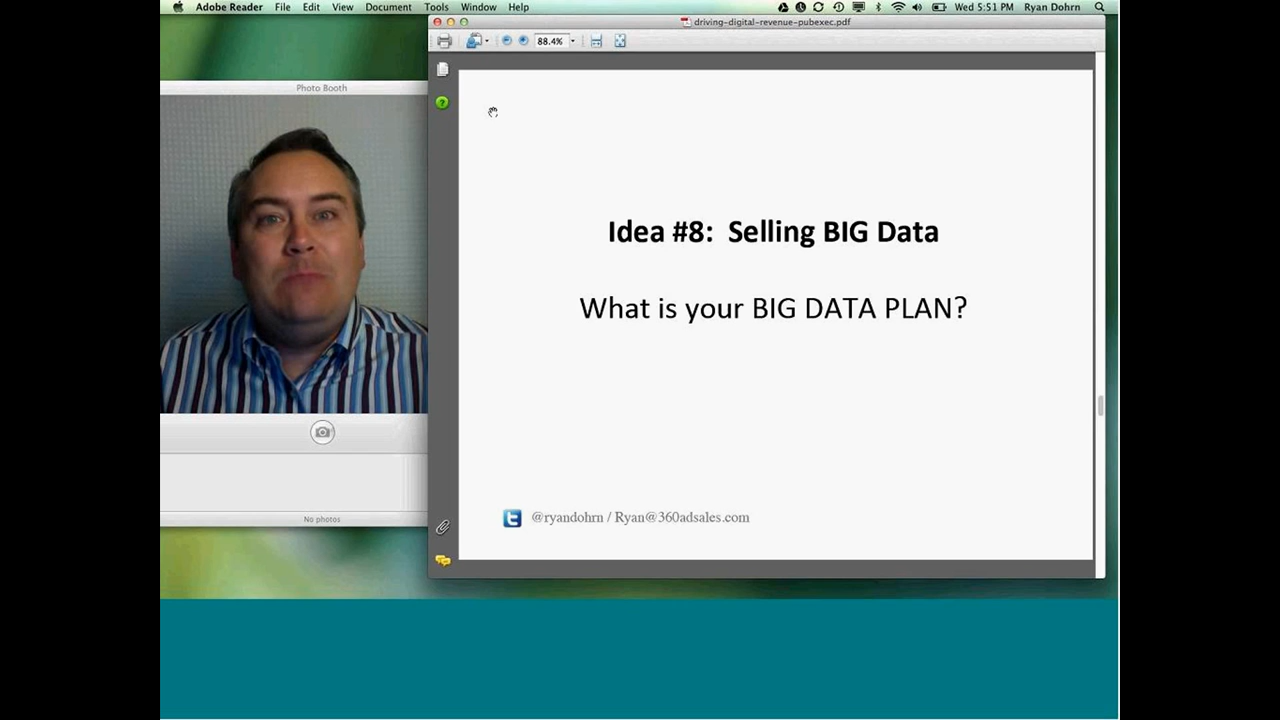 Adobe Reader File Edit View Document Tools Window Help Wed 5:51 PM Ryan Dohrn
driving-digital-revenue-pubexec.pdf
88.4%
Photo Booth
Idea #8: Selling BIG Data
What is your BIG DATA PLAN?
@ryandohrn / Ryan@360adsales.com
No photos